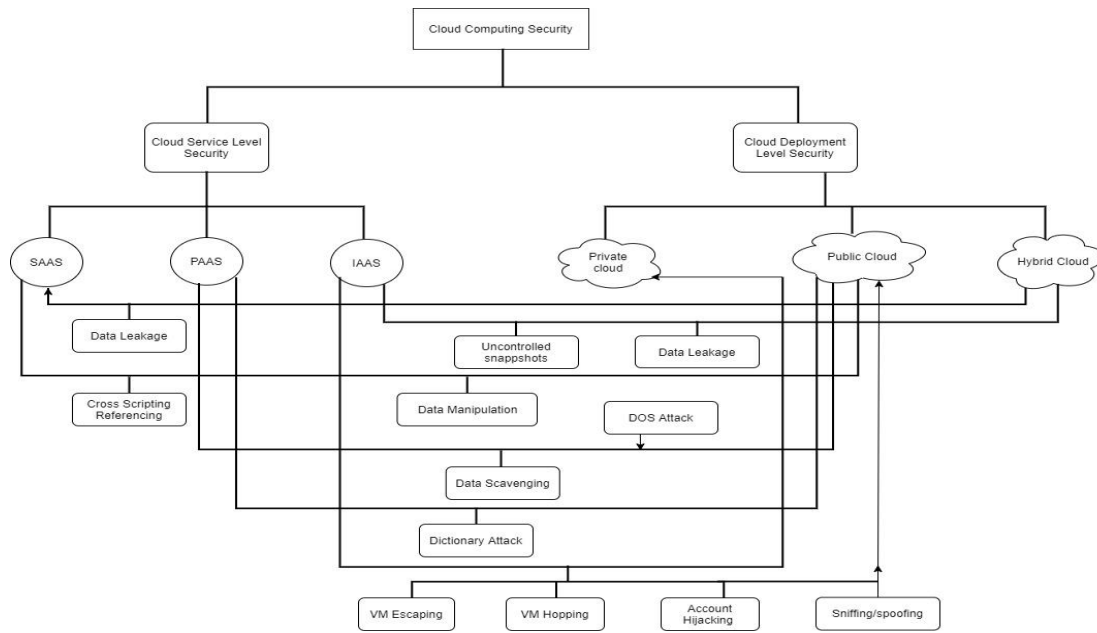 Cloud Computing Security
Cloud Service Level
Security
Cloud Deployment
Level Security
SAAS
PAAS
IAAS
Private
cloud
Public Cloud
Hybrid Cloud
Data Leakage
Uncontrolled
snappshots
Data Leakage
Cross Scripting
Referencing
Data Manipulation
DOS Attack
Data Scavenging
Dictionary Attack
VM Escaping
VM Hopping
Account
Hijacking
Sniffing/spoofing